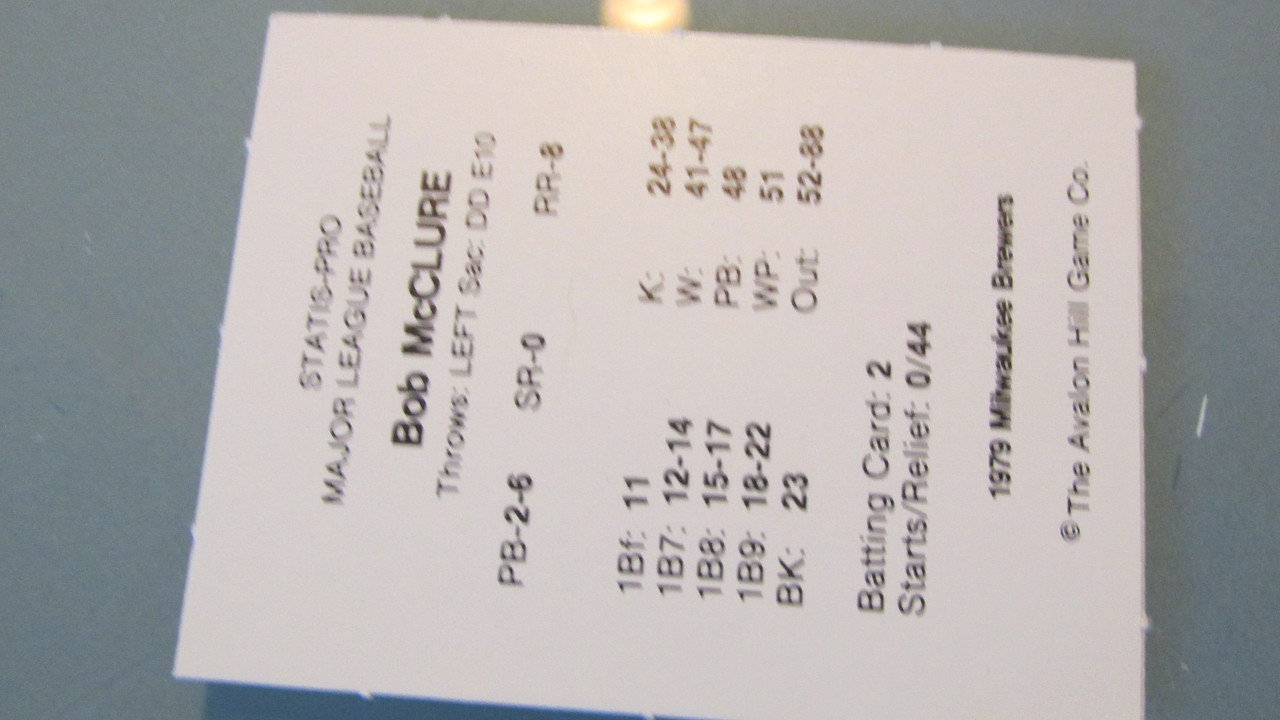 STATIS-PRO
MAJOR LEAGUE BASEBALL
Bob McCLURE
Throws: LEFT Sac: DD E10
PB-2-6 SR-0 RR-8
1Bf: 11 K: 24-38
1B7: 12-14 W: 41-47
1B8: 15-17 PB: 48
1B9: 18-22 WP: 51
BK: 23 Out: 52-88
Batting Card: 2
Starts/Relief: 0/44
1979 Milwaukee Brewers
© The Avalon Hill Game Co.